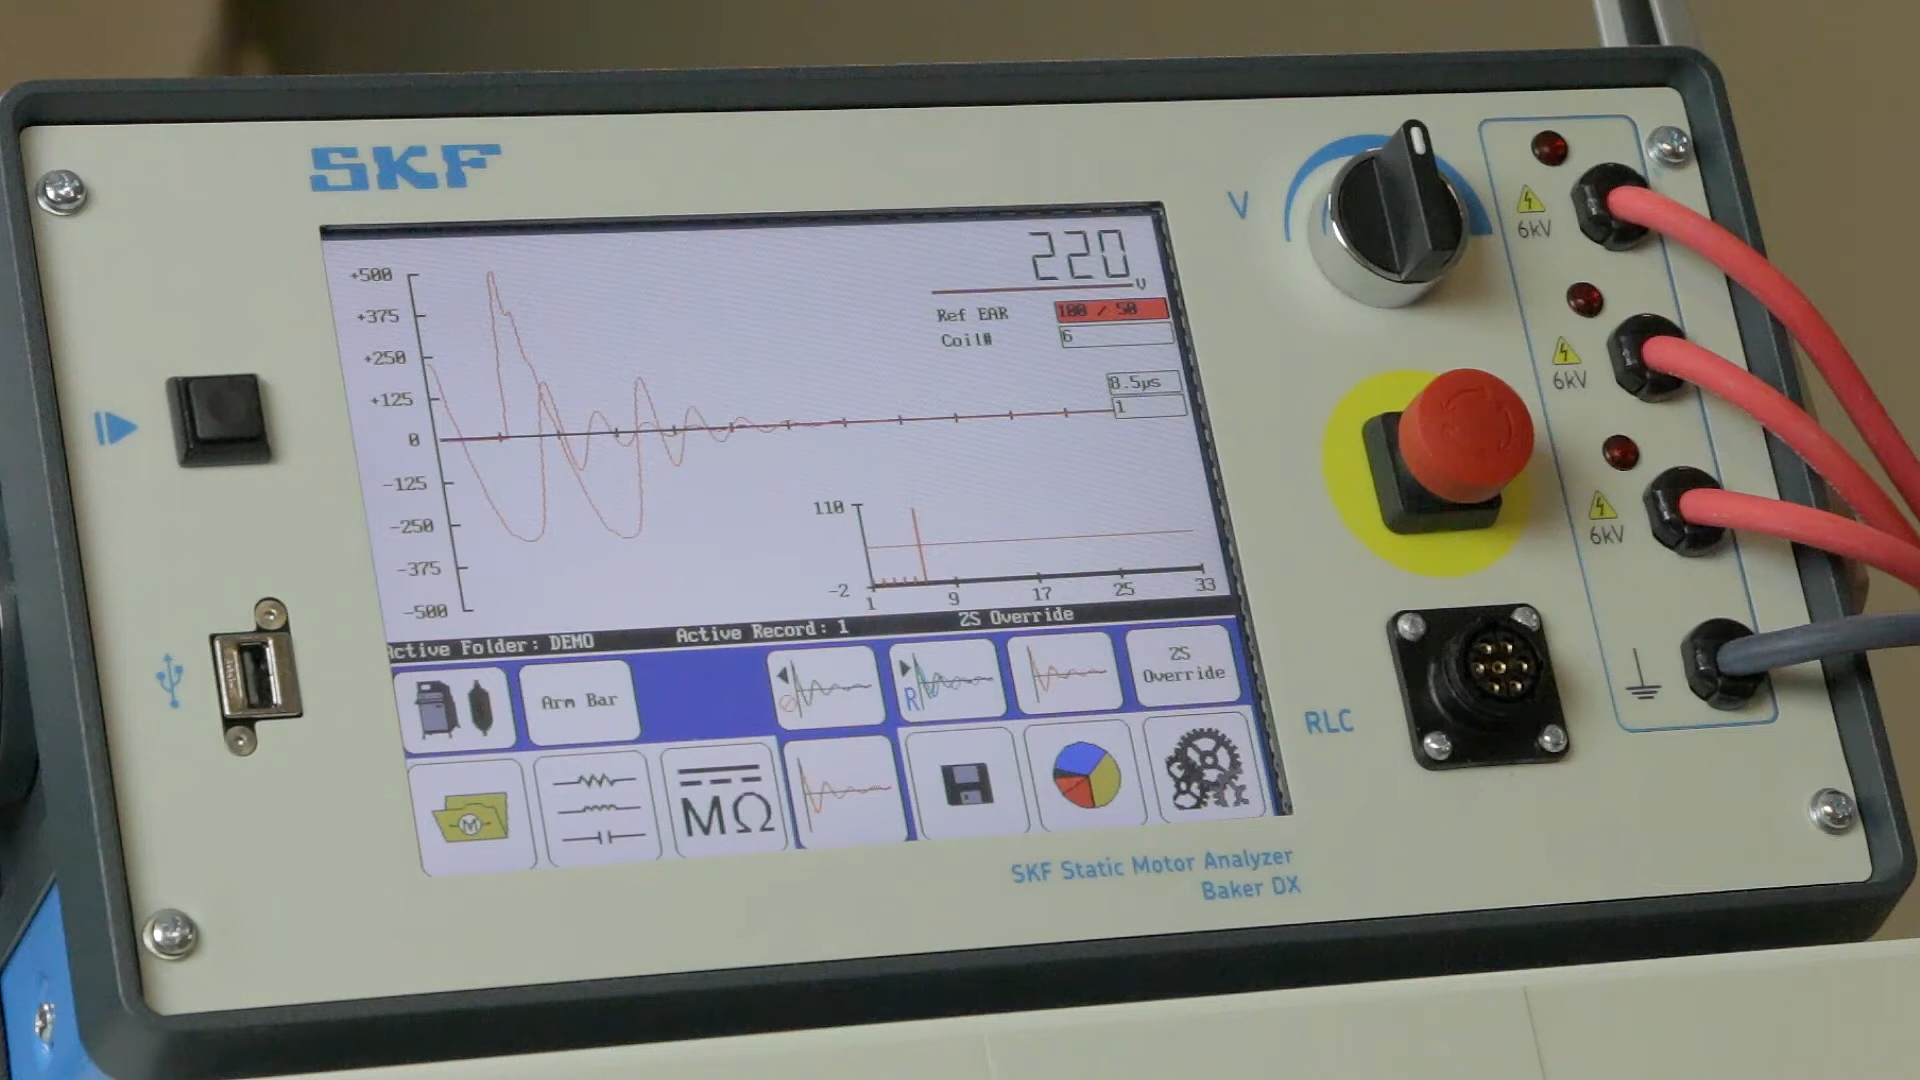 SKF
V
220
V
+500
+375
+250
+125
0
-125
-250
-375
-500
Ref EAR 100 / 50
Coil# 6
8.5µs
1
110
-2
1 9 17 25 33
Active Folder: DEMO Active Record: 1 2S Override
Arm Bar
R
2S
Override
M
MΩ
6kV
6kV
6kV
RLC
SKF Static Motor Analyzer
Baker DX